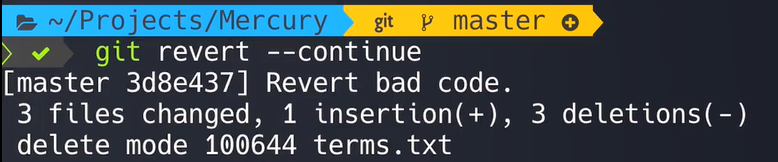 ~/Projects/Mercury git master
git revert --continue
[master 3d8e437] Revert bad code.
3 files changed, 1 insertion(+), 3 deletions(-)
delete mode 100644 terms.txt